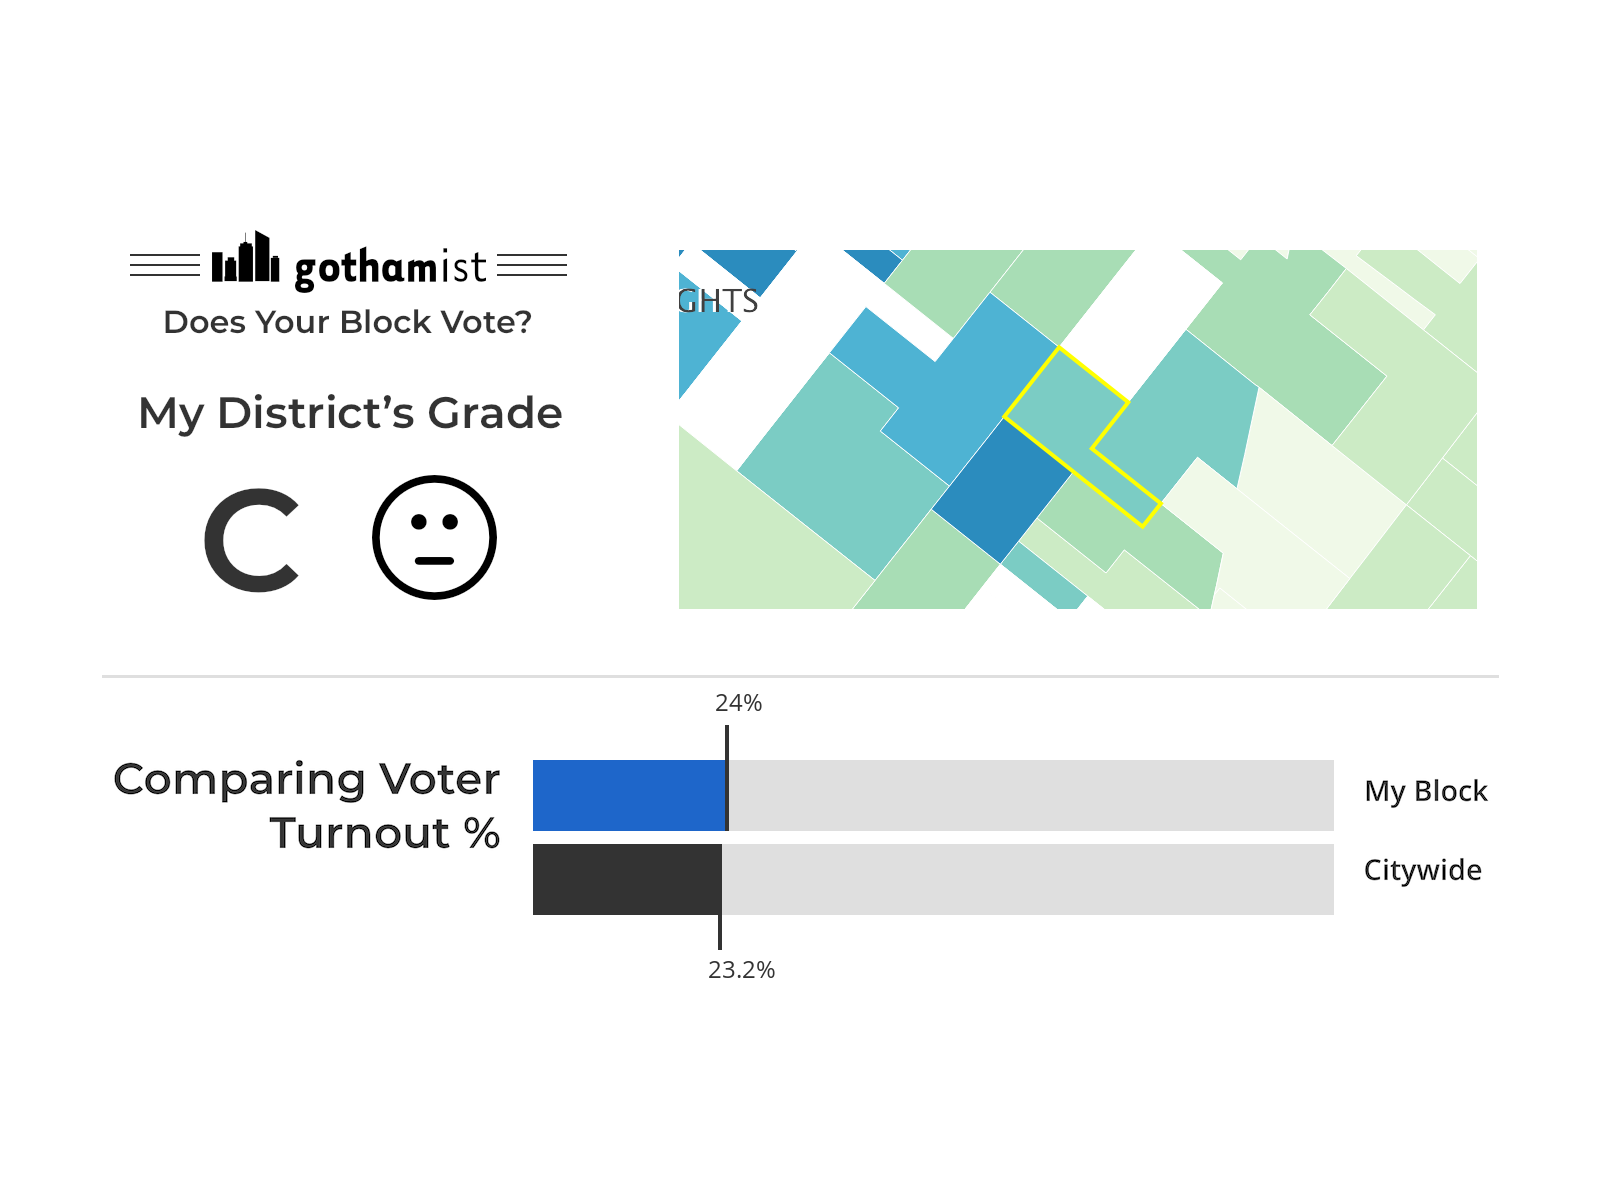 gothamist
Does Your Block Vote?
My District’s Grade
C
GHTS
24%
Comparing Voter
Turnout %
My Block
Citywide
23.2%